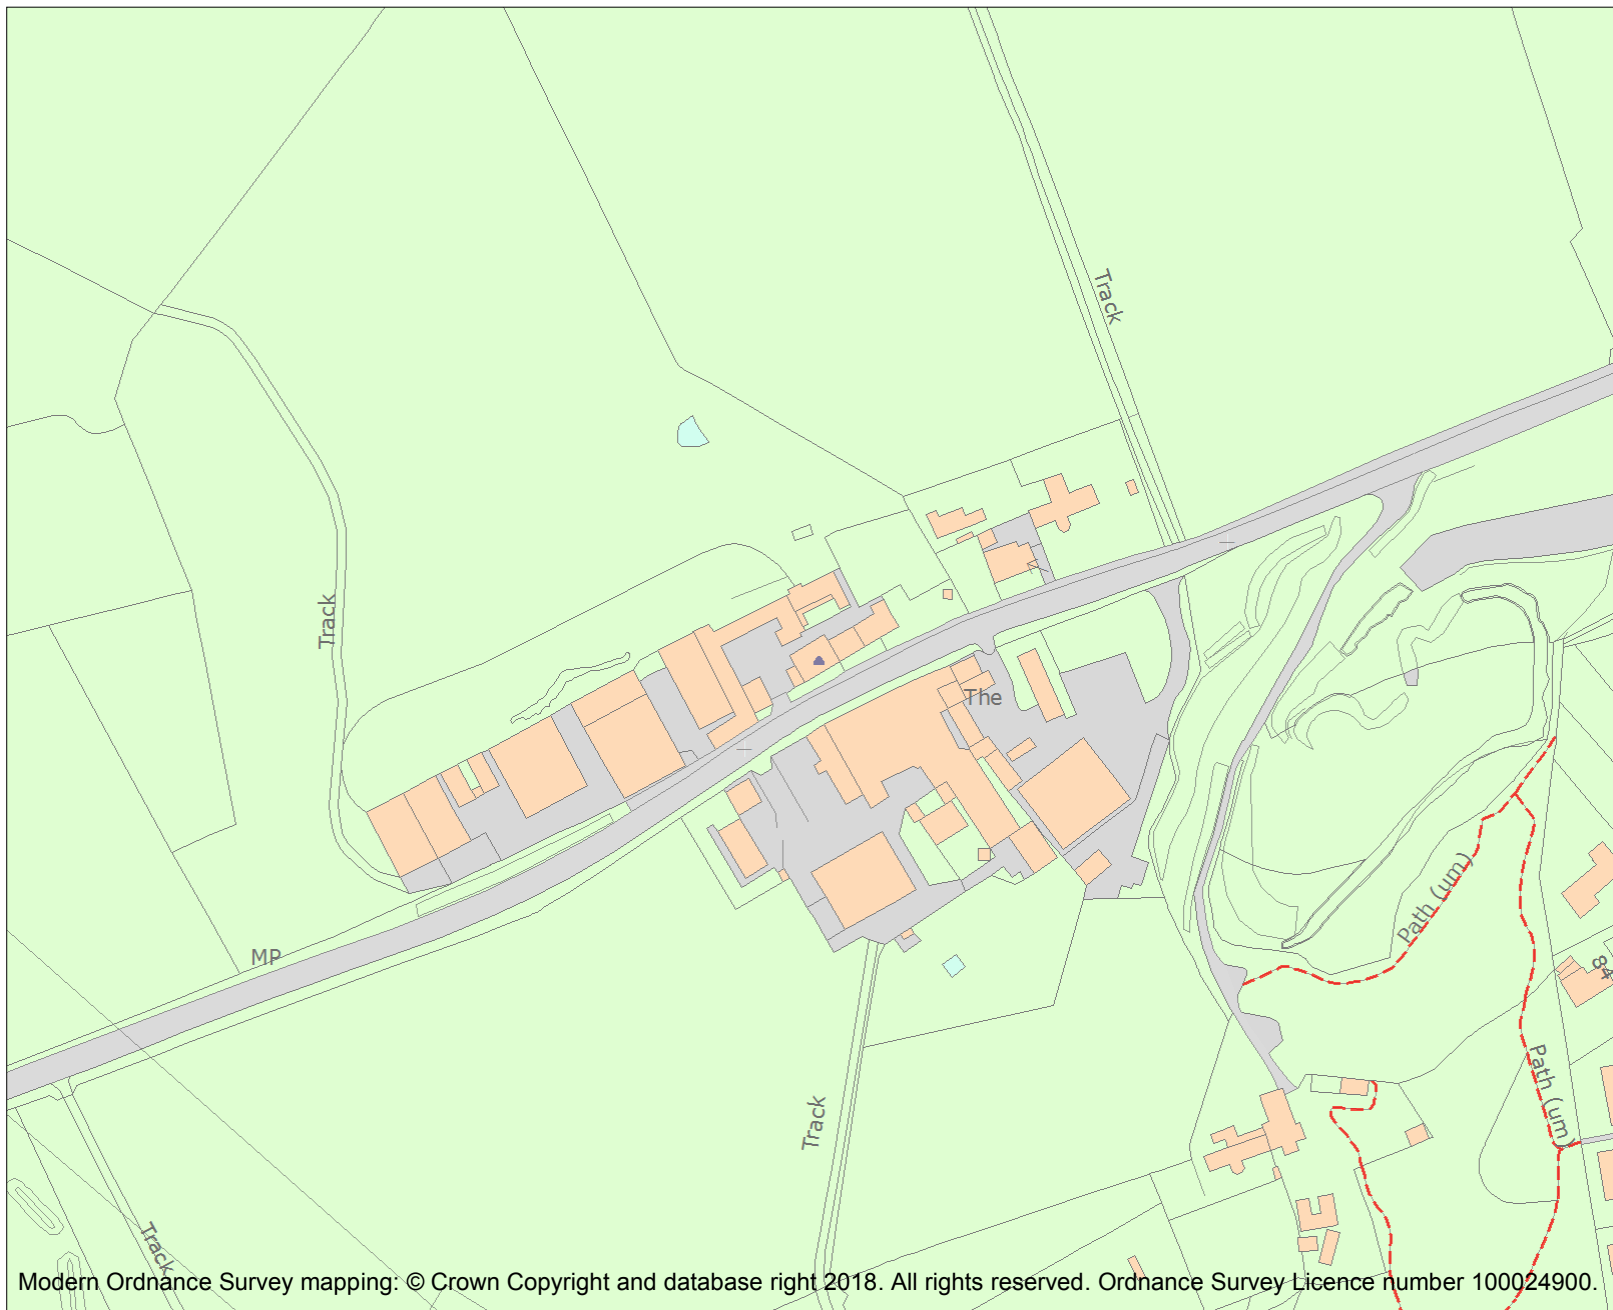 Track
Track
The
Path (um)
MP
84
Path (um)
Track
Track
Modern Ordnance Survey mapping: © Crown Copyright and database right 2018. All rights reserved. Ordnance Survey Licence number 100024900.